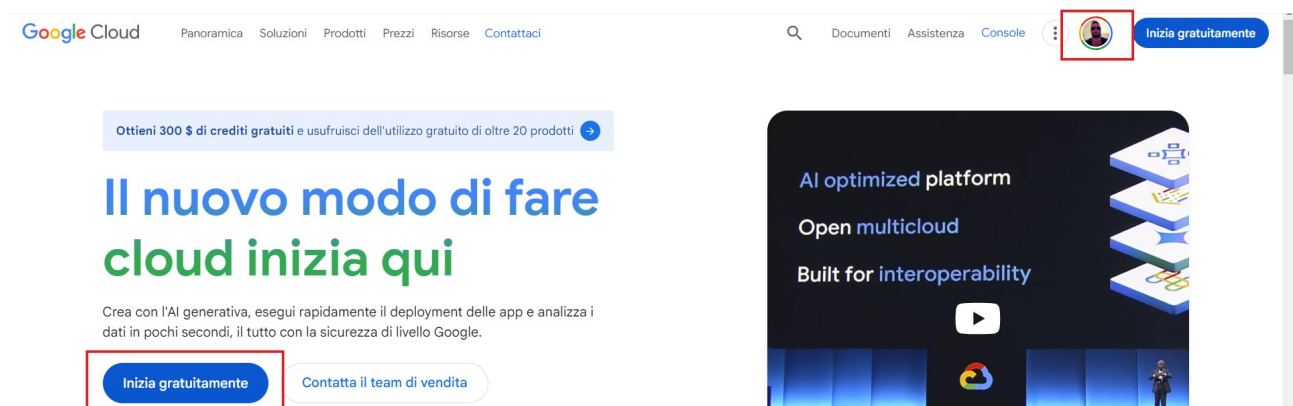 Google Cloud Panoramica Soluzioni Prodotti Prezzi Risorse Contattaci Documenti Assistenza Console Inizia gratuitamente
Ottieni 300 $ di crediti gratuiti e usufruisci dell'utilizzo gratuito di oltre 20 prodotti
Il nuovo modo di fare
cloud inizia qui
Crea con l'AI generativa, esegui rapidamente il deployment delle app e analizza i
dati in pochi secondi, il tutto con la sicurezza di livello Google.
Inizia gratuitamente Contatta il team di vendita
AI optimized platform
Open multicloud
Built for interoperability